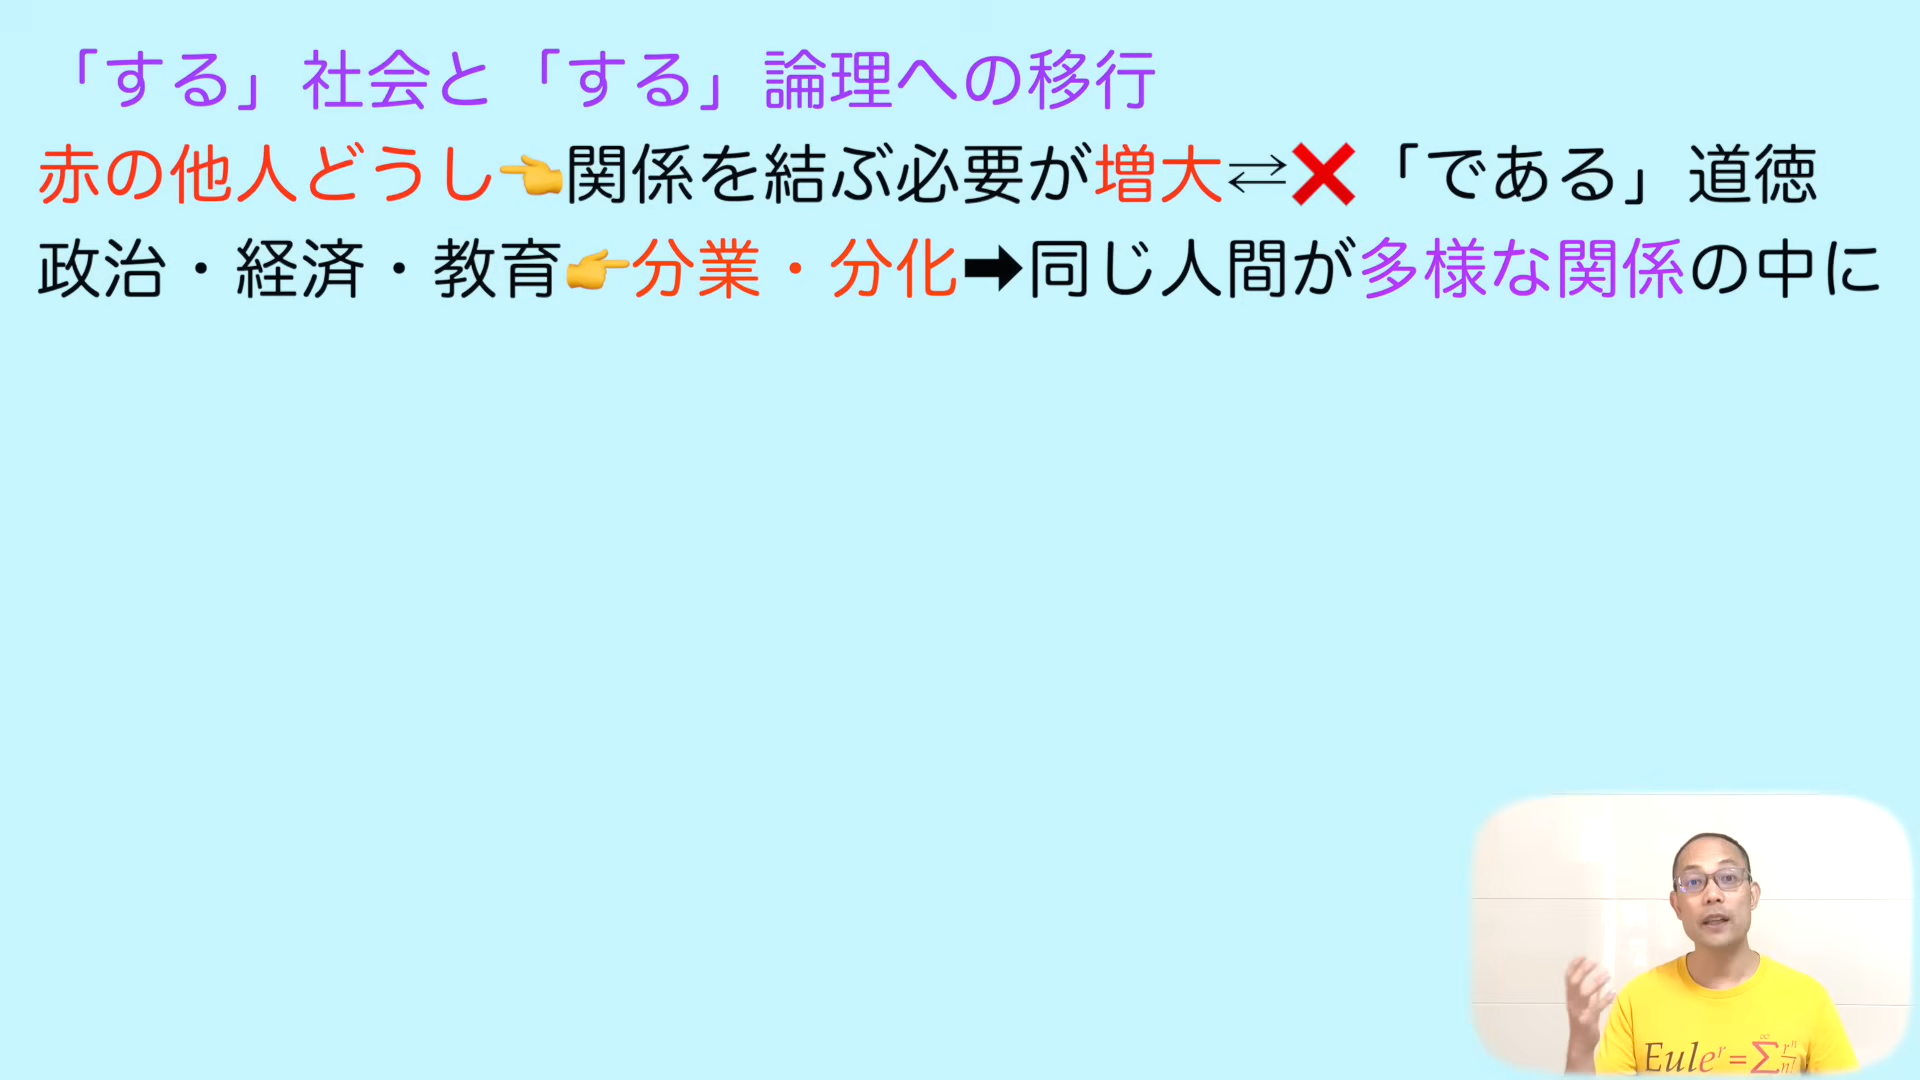 「する」社会と「する」論理への移行
赤の他人どうし👈関係を結ぶ必要が増大⇄❌「である」道徳
政治・経済・教育👉分業・分化➡同じ人間が多様な関係の中に
Euleʳ=∑